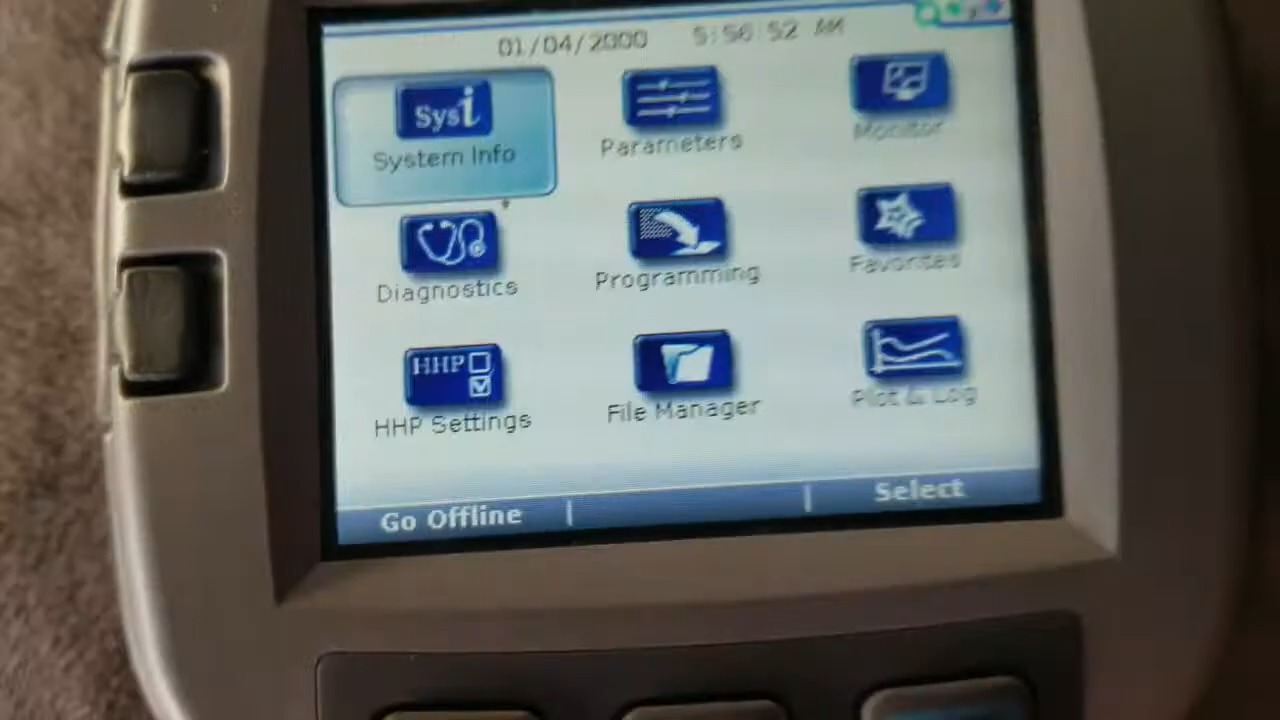 01/04/2000 5:56:52 AM
Sysi
System Info
Parameters
Monitor
Diagnostics
Programming
Favorites
HHP
HHP Settings
File Manager
Plot & Log
Go Offline | | Select